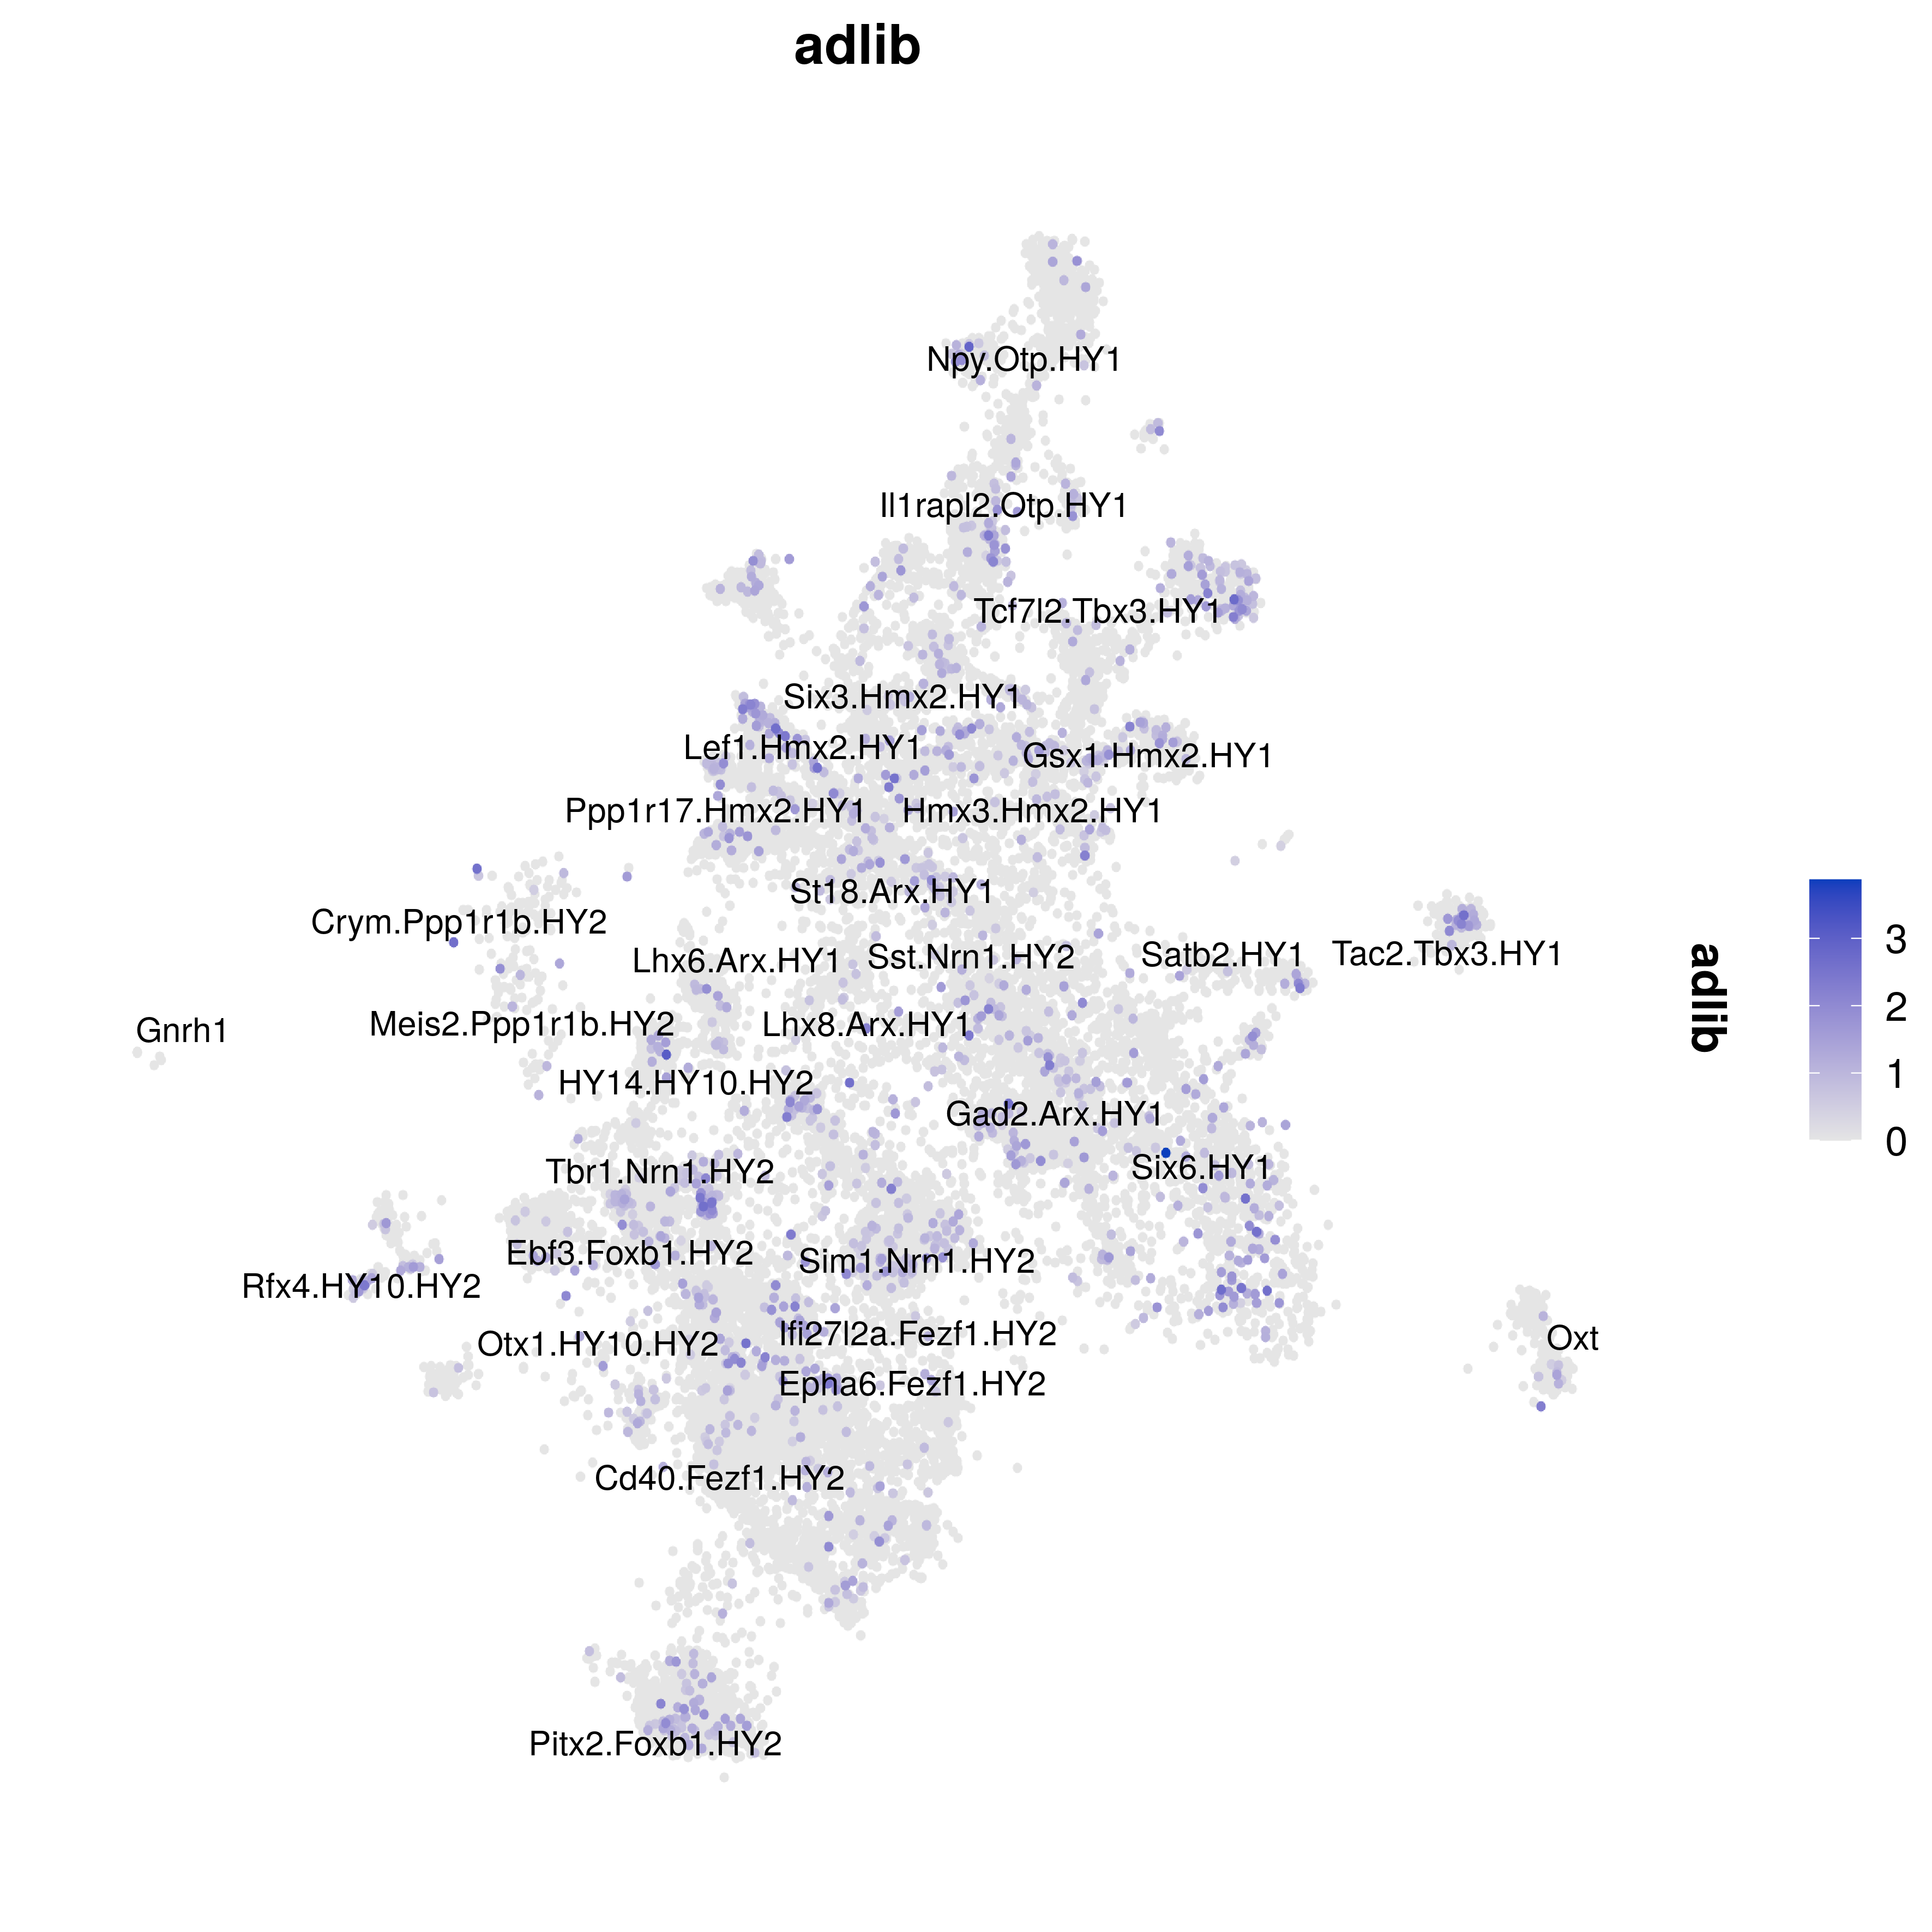 adlib
Npy.Otp.HY1
Il1rapl2.Otp.HY1
Tcf7l2.Tbx3.HY1
Six3.Hmx2.HY1
Lef1.Hmx2.HY1
Gsx1.Hmx2.HY1
Ppp1r17.Hmx2.HY1
Hmx3.Hmx2.HY1
St18.Arx.HY1
Crym.Ppp1r1b.HY2
Lhx6.Arx.HY1
Sst.Nrn1.HY2
Satb2.HY1
Tac2.Tbx3.HY1
Gnrh1
Meis2.Ppp1r1b.HY2
Lhx8.Arx.HY1
HY14.HY10.HY2
Gad2.Arx.HY1
Tbr1.Nrn1.HY2
Six6.HY1
Ebf3.Foxb1.HY2
Sim1.Nrn1.HY2
Rfx4.HY10.HY2
Otx1.HY10.HY2
Ifi27l2a.Fezf1.HY2
Oxt
Epha6.Fezf1.HY2
Cd40.Fezf1.HY2
Pitx2.Foxb1.HY2
adlib
3
2
1
0